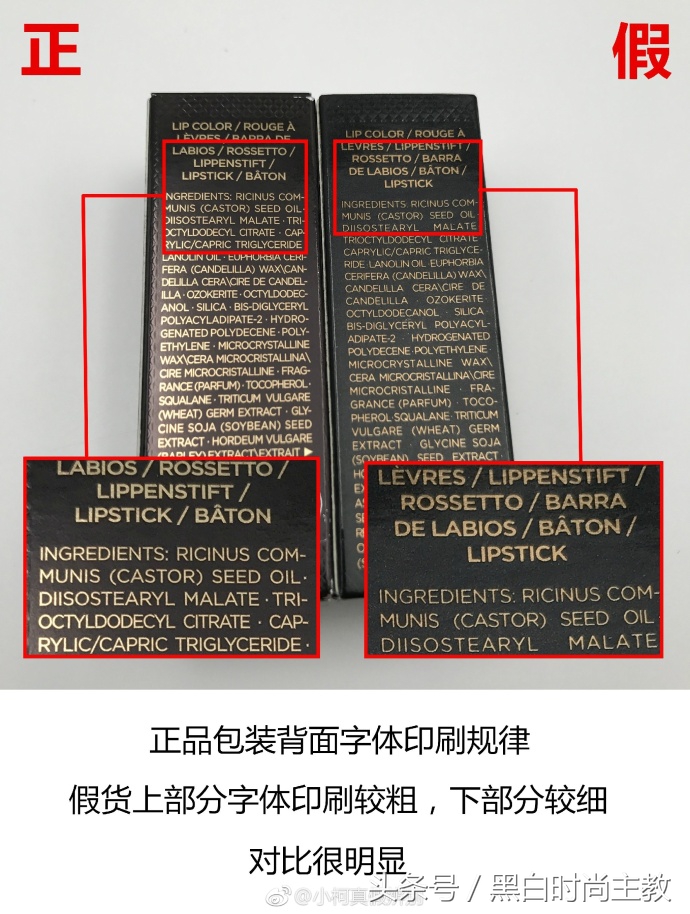 正
假
LIP COLOR / ROUGE À
LÈVRES / BARRA DE
LABIOS / ROSSETTO /
LIPPENSTIFT /
LIPSTICK / BÂTON
INGREDIENTS: RICINUS COM-
MUNIS (CASTOR) SEED OIL·
DIISOSTEARYL MALATE · TRI-
OCTYLDODECYL CITRATE · CAP-
RYLIC/CAPRIC TRIGLYCERIDE
LANOLIN OIL · EUPHORBIA CERI-
FERA (CANDELILLA) WAX\CAN-
DELILLA CERA\CIRE DE CANDEL-
ILLA · OZOKERITE · OCTYLDODEC-
ANOL · SILICA · BIS-DIGLYCERYL
POLYACYLADIPATE-2 · HYDRO-
GENATED POLYDECENE · POLY-
ETHYLENE · MICROCRYSTALLINE
WAX\CERA MICROCRISTALLINA\
CIRE MICROCRISTALLINE · FRAG-
RANCE (PARFUM) · TOCOPHEROL·
SQUALANE · TRITICUM VULGARE
(WHEAT) GERM EXTRACT · GLY-
CINE SOJA (SOYBEAN) SEED
EXTRACT · HORDEUM VULGARE
(BARLEY) EXTRACT\EXTRAIT ▶
LIP COLOR / ROUGE À
LÈVRES / LIPPENSTIFT /
ROSSETTO / BARRA
DE LABIOS / BÂTON /
LIPSTICK
INGREDIENTS: RICINUS COM-
MUNIS (CASTOR) SEED OIL
DIISOSTEARYL MALATE
TRIOCTYLDODECYL CITRATE
CAPRYLIC/CAPRIC TRIGLYCE-
RIDE LANOLIN OIL · EUPHORBIA
CERIFERA (CANDELILLA) WAX\
CANDELILLA CERA\CIRE DE
CANDELILLA · OZOKERITE
OCTYLDODECANOL · SILICA
BIS-DIGLYCERYL POLYACYL-
ADIPATE-2 · HYDROGENATED
POLYDECENE·POLYETHYLENE
MICROCRYSTALLINE WAX\
CERA MICROCRISTALLINA\CIRE
MICROCRISTALLINE · FRA-
GRANCE (PARFUM) · TOCO-
PHEROL·SQUALANE·TRITICUM
VULGARE (WHEAT) GERM
EXTRACT · GLYCINE SOJA
(SOYBEAN) SEED EXTRACT·
LABIOS / ROSSETTO /
LIPPENSTIFT /
LIPSTICK / BÂTON
INGREDIENTS: RICINUS COM-
MUNIS (CASTOR) SEED OIL·
DIISOSTEARYL MALATE · TRI-
OCTYLDODECYL CITRATE · CAP-
RYLIC/CAPRIC TRIGLYCERIDE ·
LÈVRES / LIPPENSTIFT /
ROSSETTO / BARRA
DE LABIOS / BÂTON /
LIPSTICK
INGREDIENTS: RICINUS COM-
MUNIS (CASTOR) SEED OIL
DIISOSTEARYL MALATE
正品包装背面字体印刷规律
假货上部分字体印刷较粗，下部分较细
对比很明显
头条号 / 黑白时尚主教